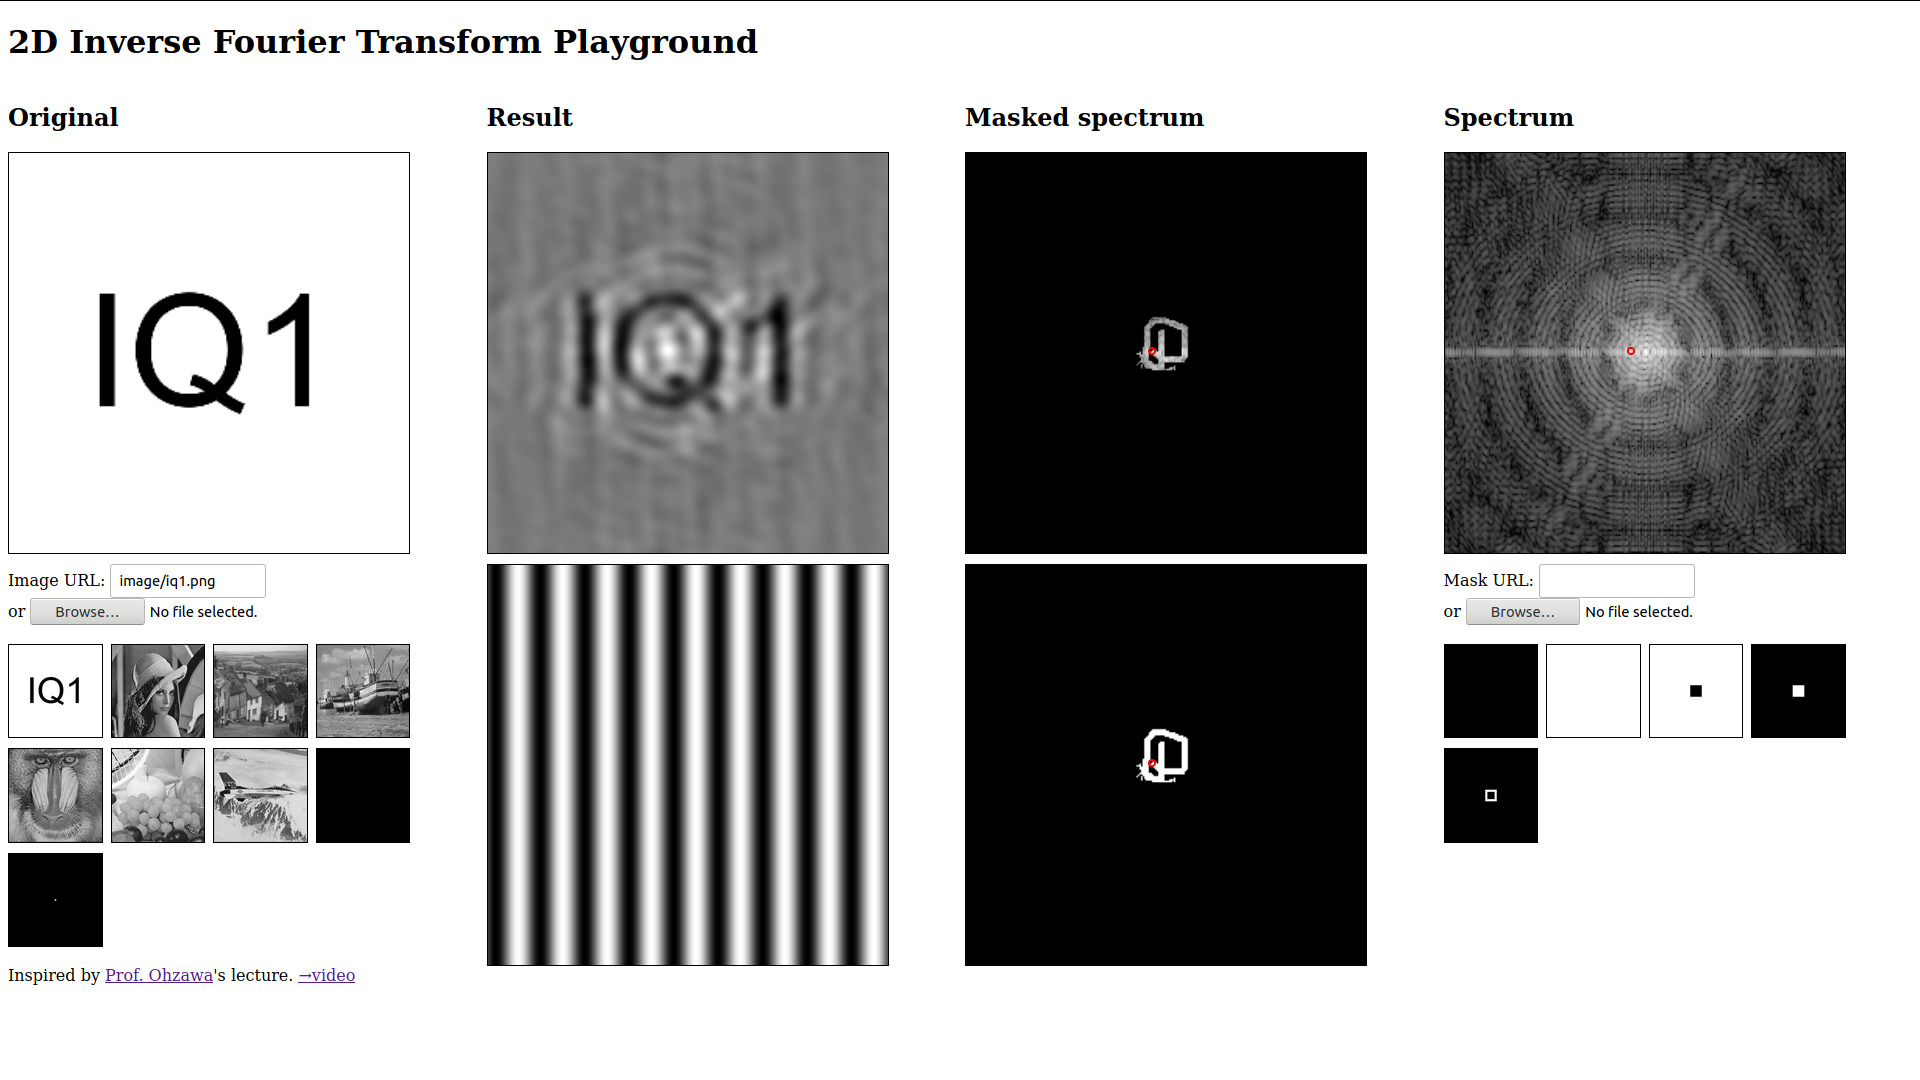 2D Inverse Fourier Transform Playground
Original
Result
Masked spectrum
Spectrum
IQ1
IQ1
Image URL: image/iq1.png
or Browse... No file selected.
IQ1
Inspired by Prof. Ohzawa's lecture. →video
Mask URL:
or Browse... No file selected.